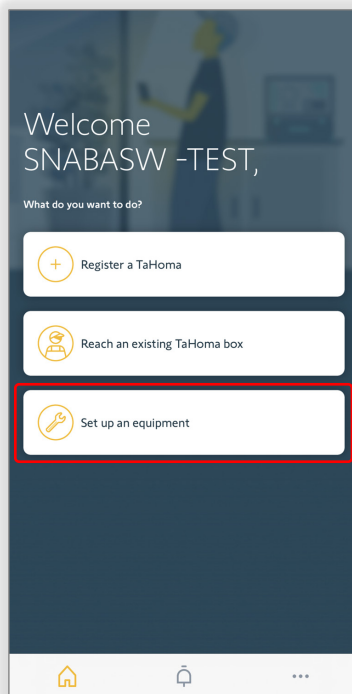 Welcome
SNABASW -TEST,
What do you want to do?
Register a TaHoma
Reach an existing TaHoma box
Set up an equipment